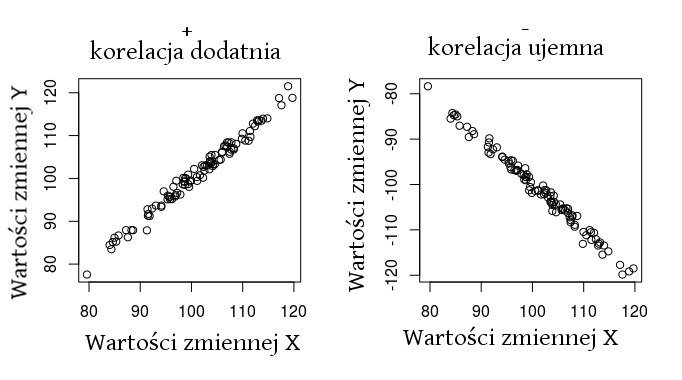 +
korelacja dodatnia
Wartości zmiennej Y
120
110
100
90
80
80 90 100 110 120
Wartości zmiennej X
-
korelacja ujemna
Wartości zmiennej Y
-80
-90
-100
-110
-120
80 90 100 110 120
Wartości zmiennej X